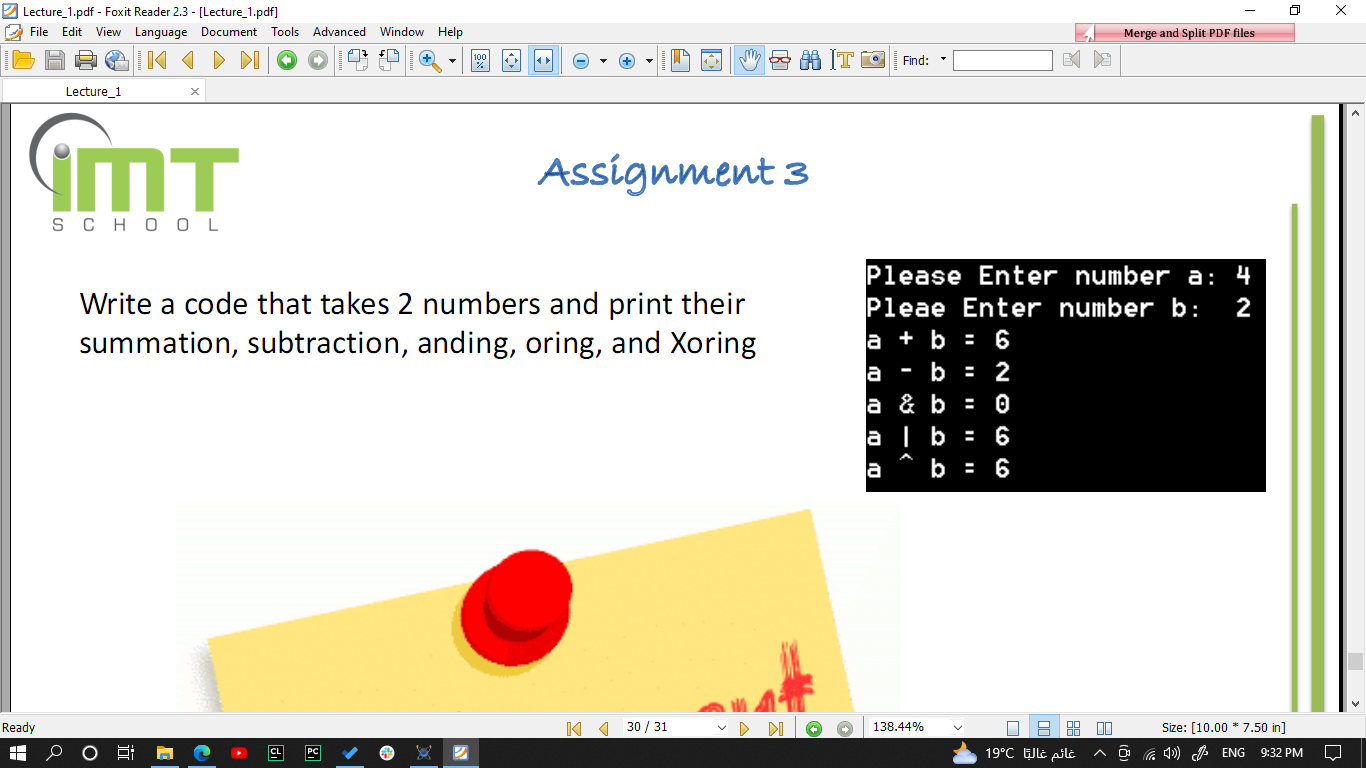 Lecture_1.pdf - Foxit Reader 2.3 - [Lecture_1.pdf]
File Edit View Language Document Tools Advanced Window Help
Merge and Split PDF files
100 %
Find:
Lecture_1
iMT
SCHOOL
Assignment 3
Write a code that takes 2 numbers and print their
summation, subtraction, anding, oring, and Xoring
Please Enter number a: 4
Pleae Enter number b:  2
a + b = 6
a - b = 2
a & b = 0
a | b = 6
a ^ b = 6
Ready
30 / 31
138.44%
Size: [10.00 * 7.50 in]
CL
PC
19°C غائم غالبًا
ENG
9:32 PM